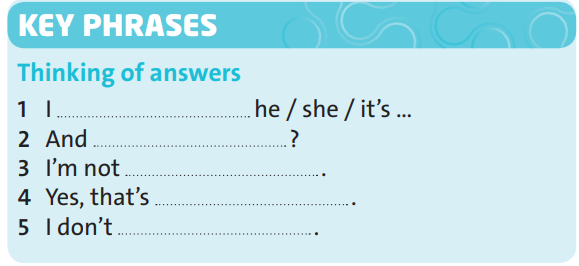 KEY PHRASES
Thinking of answers
1 I .................................... he / she / it’s ...
2 And .................................... ?
3 I’m not .................................... .
4 Yes, that’s .................................... .
5 I don’t .................................... .